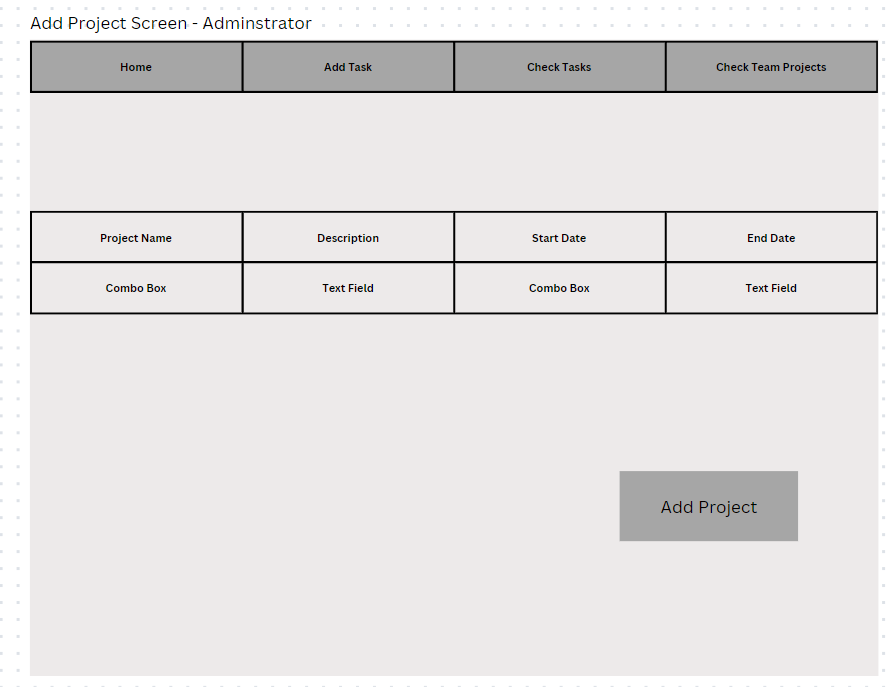 Add Project Screen - Adminstrator
Home Add Task Check Tasks Check Team Projects
Project Name Description Start Date End Date
Combo Box Text Field Combo Box Text Field
Add Project